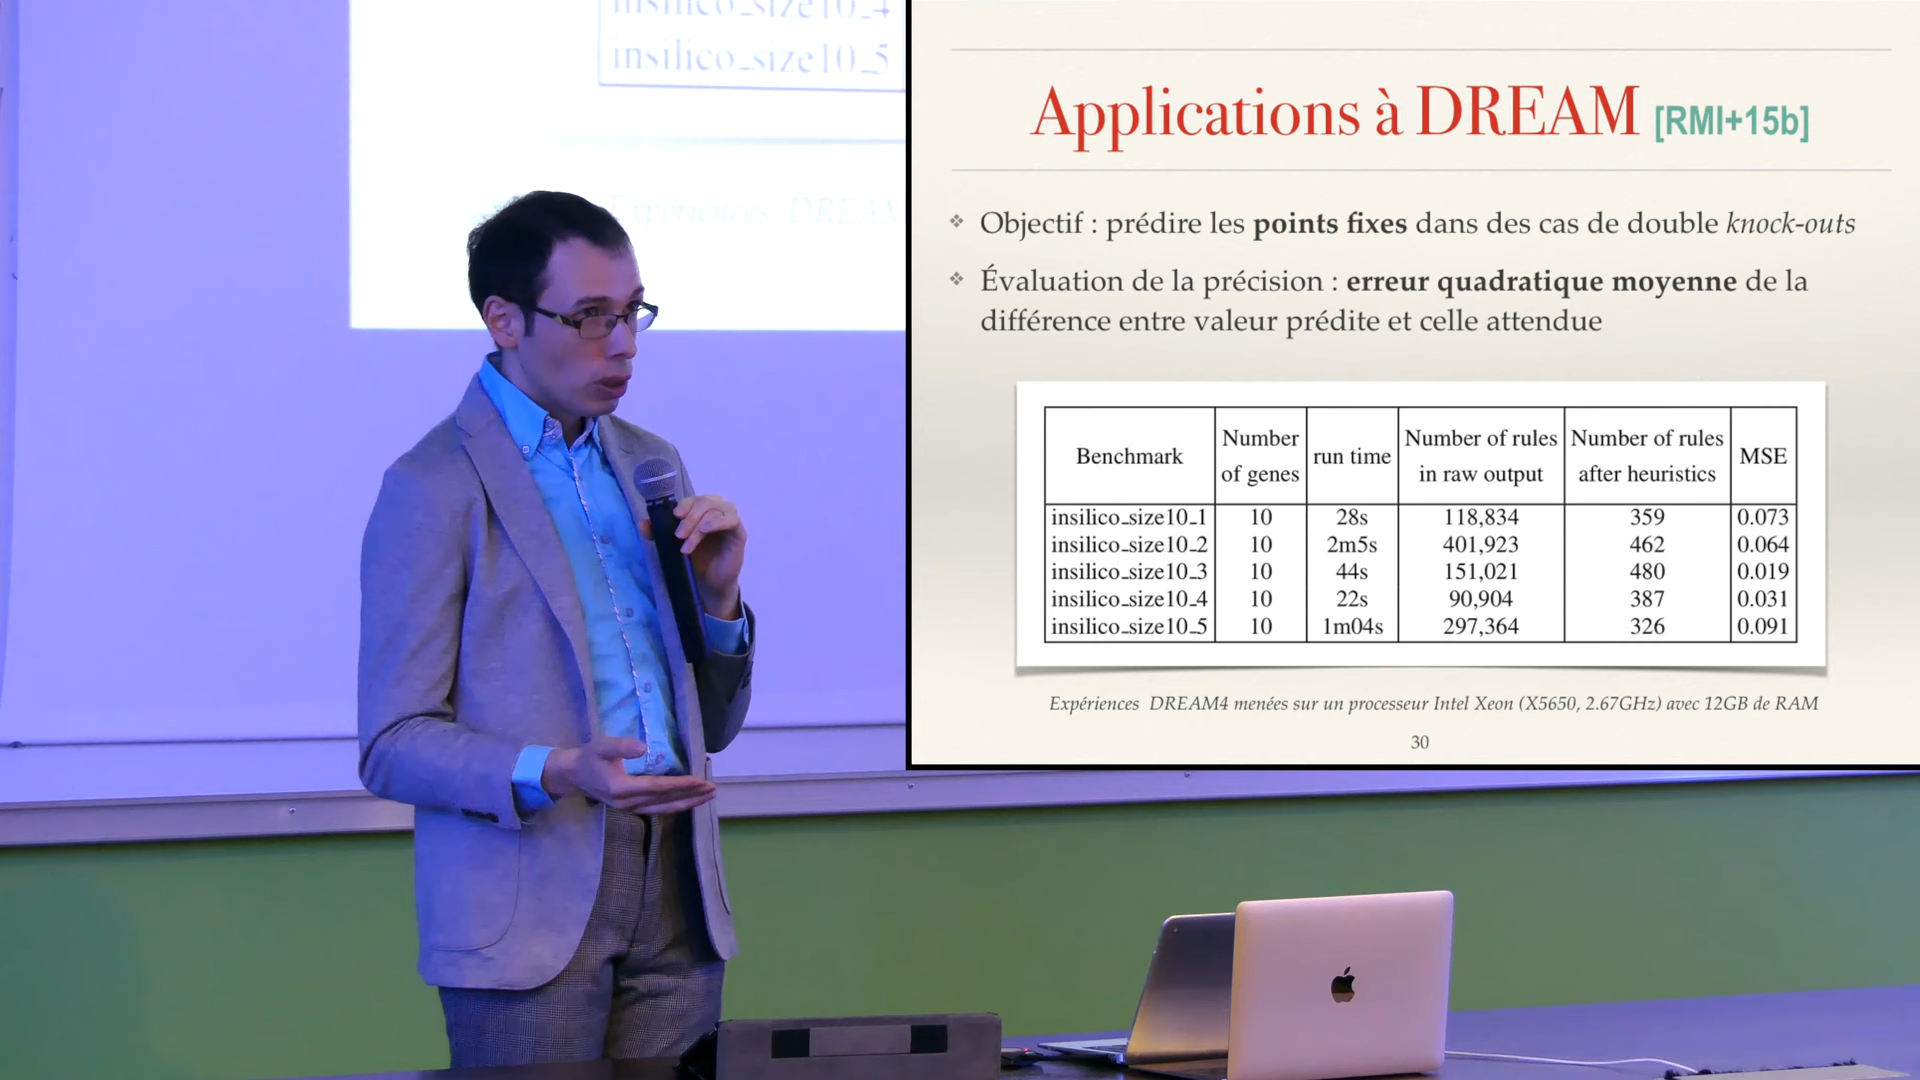 insilico_size10_4
insilico_size10_5
Expériences DREAM
Applications à DREAM [RMI+15b]
❖ Objectif : prédire les points fixes dans des cas de double knock-outs
❖ Évaluation de la précision : erreur quadratique moyenne de la
différence entre valeur prédite et celle attendue
Benchmark Number of genes run time Number of rules in raw output Number of rules after heuristics MSE
insilico_size10_1 10 28s 118,834 359 0.073
insilico_size10_2 10 2m5s 401,923 462 0.064
insilico_size10_3 10 44s 151,021 480 0.019
insilico_size10_4 10 22s 90,904 387 0.031
insilico_size10_5 10 1m04s 297,364 326 0.091
Expériences DREAM4 menées sur un processeur Intel Xeon (X5650, 2.67GHz) avec 12GB de RAM
30